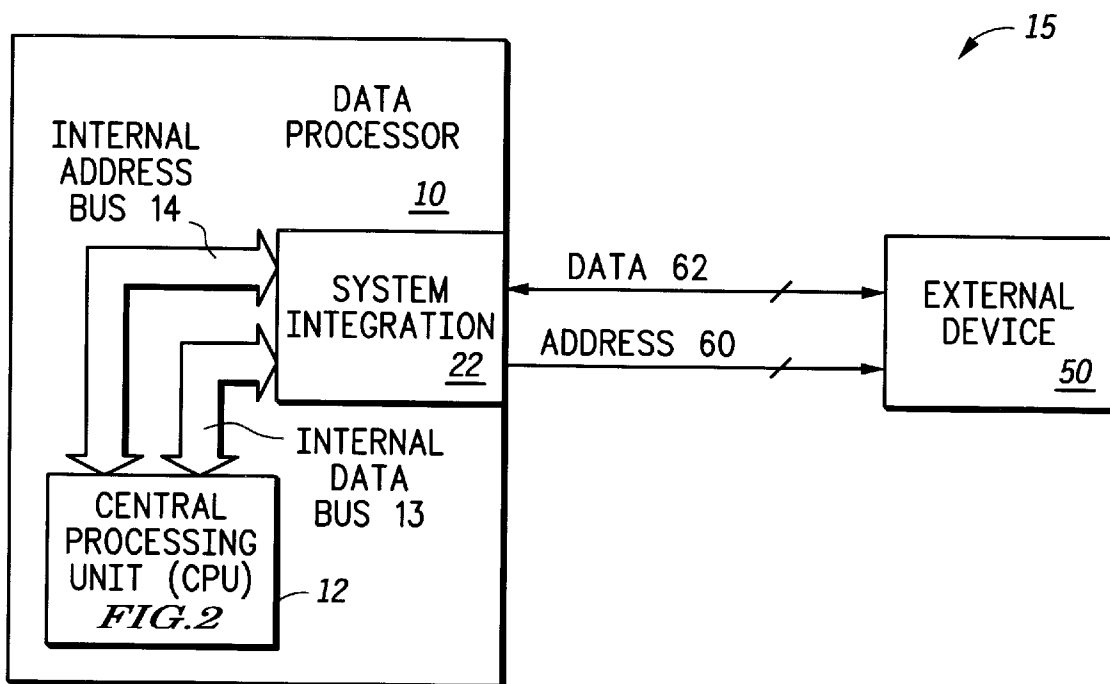 15
DATA
PROCESSOR
10
INTERNAL
ADDRESS
BUS 14
SYSTEM
INTEGRATION
22
DATA 62
ADDRESS 60
EXTERNAL
DEVICE
50
INTERNAL
DATA
BUS 13
CENTRAL
PROCESSING
UNIT (CPU)
FIG.2
12